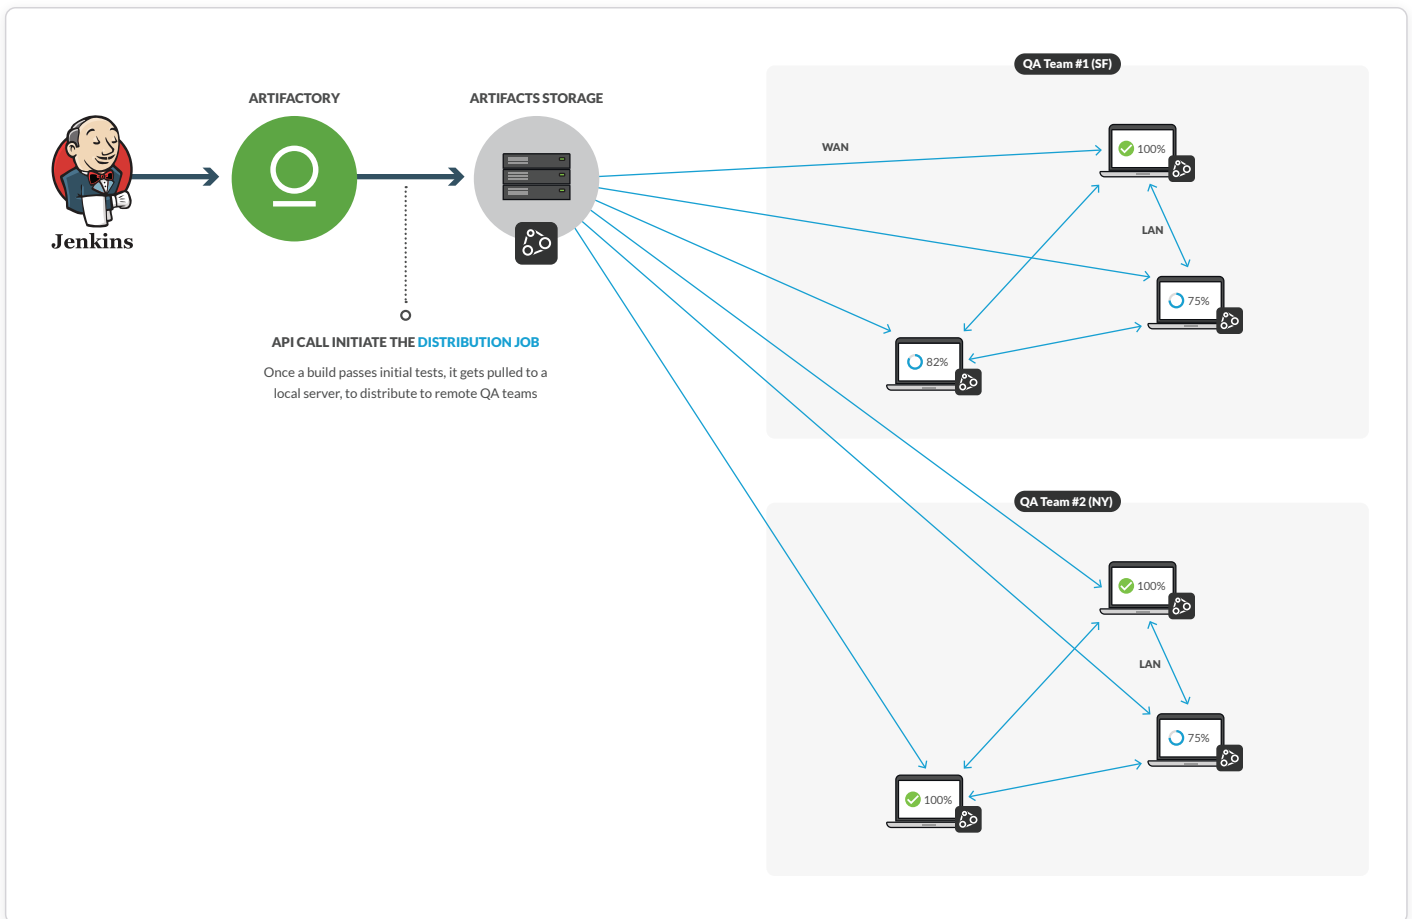 QA Team #1 (SF)
ARTIFACTORY
ARTIFACTS STORAGE
WAN
100%
LAN
75%
82%
Jenkins
API CALL INITIATE THE DISTRIBUTION JOB
Once a build passes initial tests, it gets pulled to a
local server, to distribute to remote QA teams
QA Team #2 (NY)
100%
LAN
75%
100%